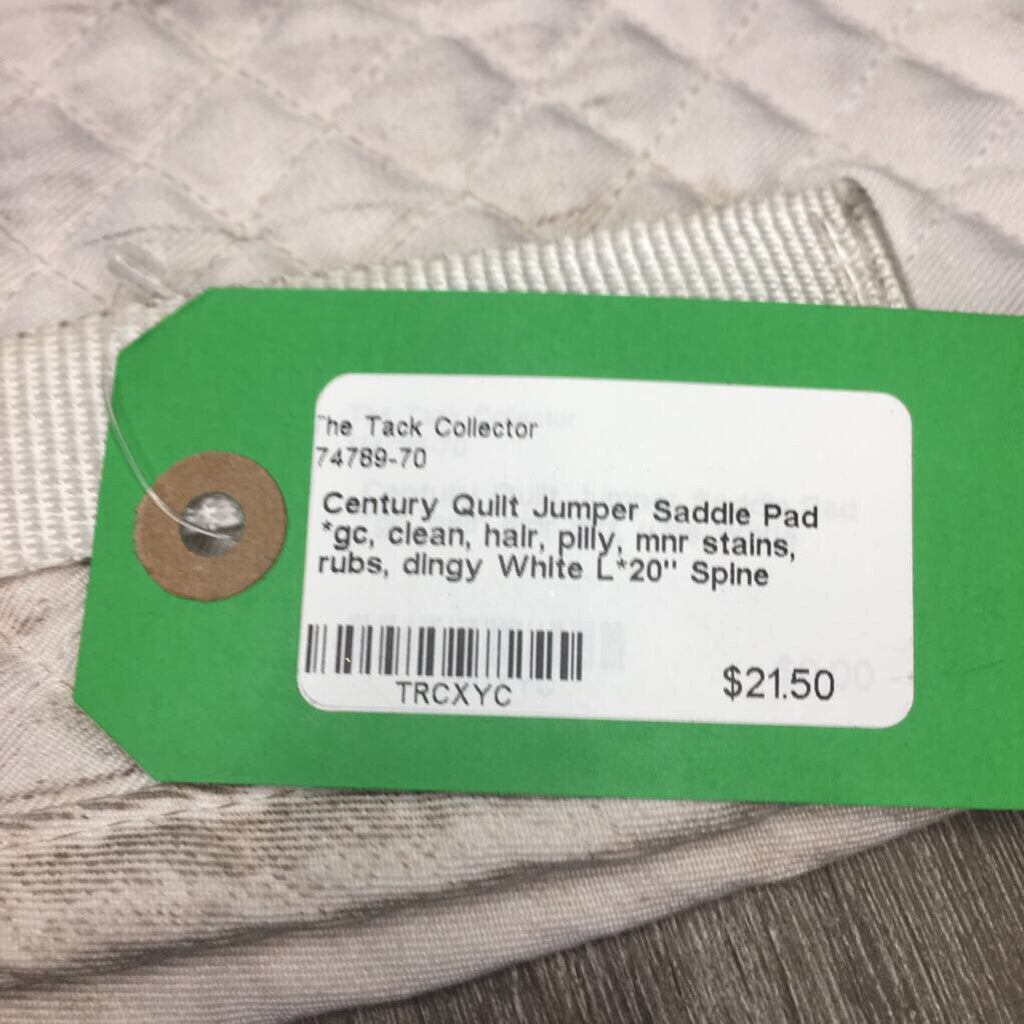 The Tack Collector
74789-70
Century Quilt Jumper Saddle Pad
*gc, clean, hair, pilly, mnr stains,
rubs, dingy White L*20" Spine
TRCXYC
$21.50